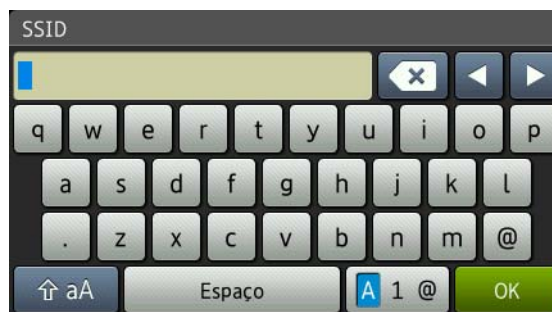 SSID
q w e r t y u i o p
a s d f g h j k l
. z x c v b n m @
aA Espaço A 1 @ OK